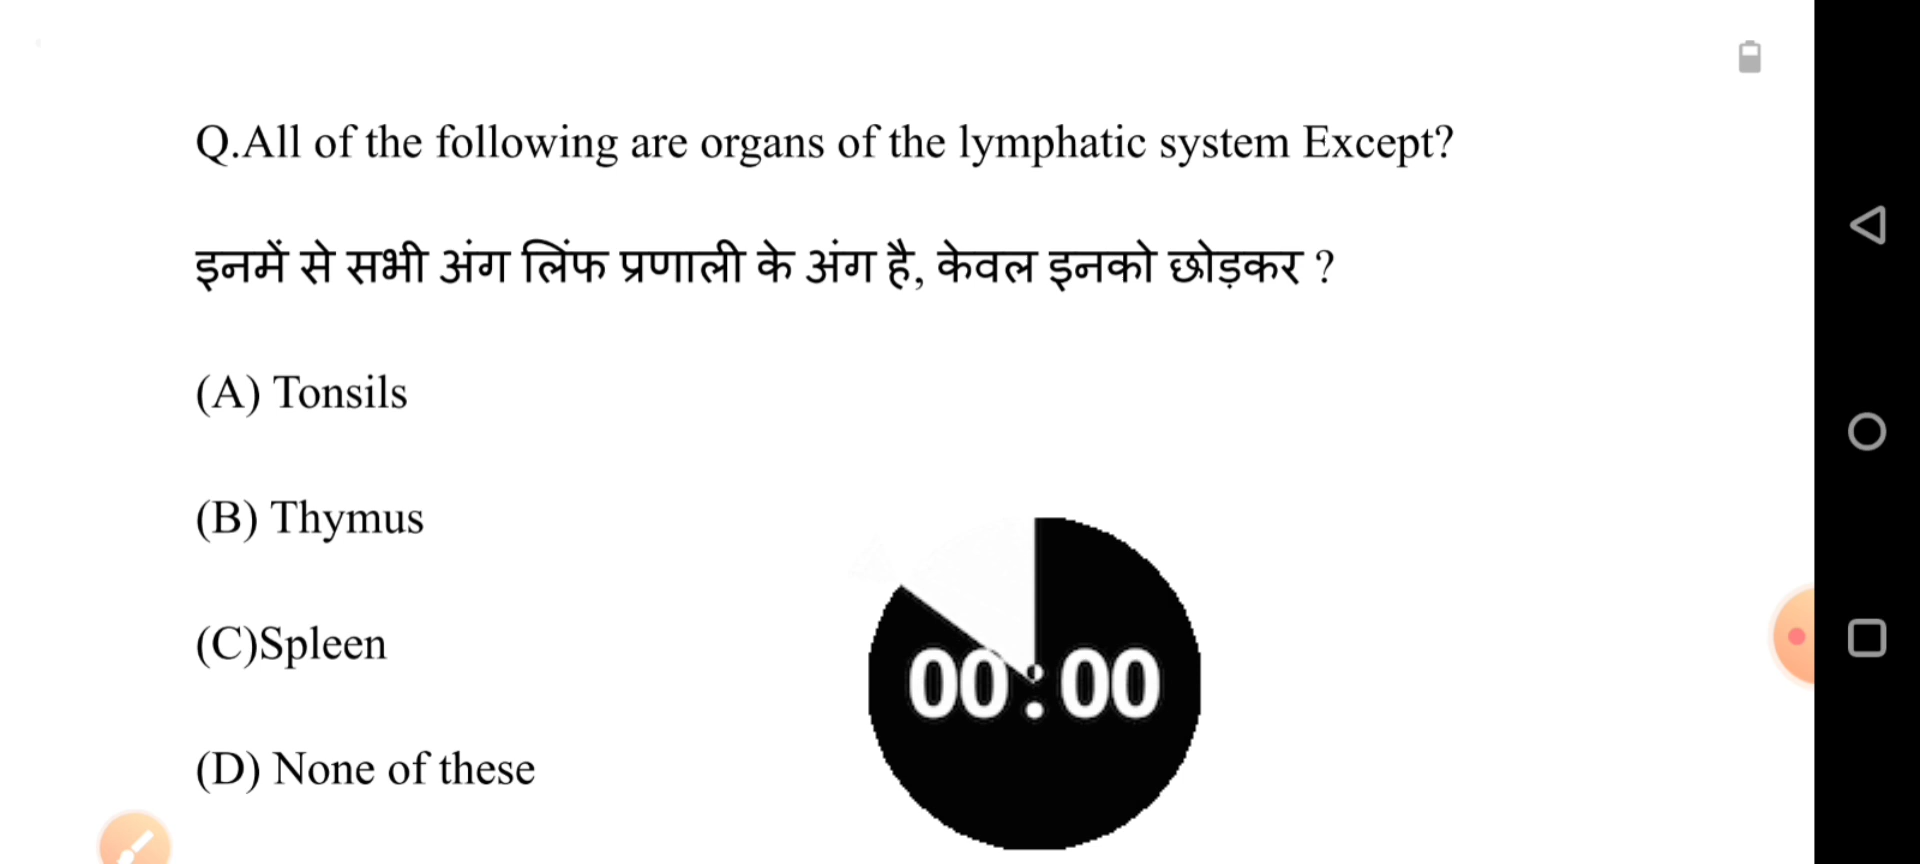 Q.All of the following are organs of the lymphatic system Except?
इनमें से सभी अंग लिंफ प्रणाली के अंग है, केवल इनको छोड़कर ?
(A) Tonsils
(B) Thymus
(C)Spleen
00:00
(D) None of these